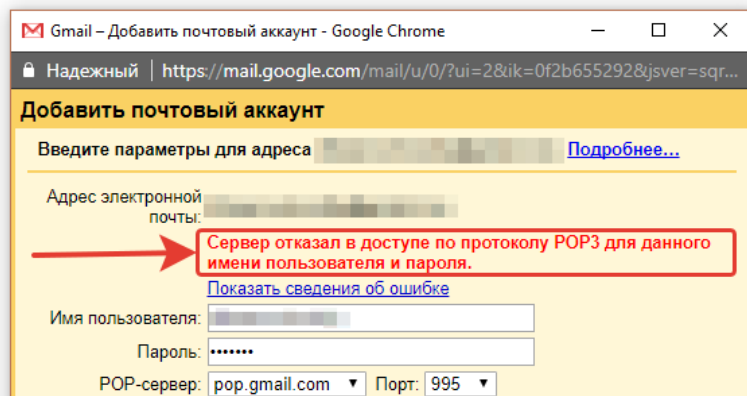 Gmail – Добавить почтовый аккаунт - Google Chrome
Надежный | https://mail.google.com/mail/u/0/?ui=2&ik=0f2b655292&jsver=sqr...
Добавить почтовый аккаунт
Введите параметры для адреса Подробнее...
Адрес электронной
почты:
Сервер отказал в доступе по протоколу POP3 для данного
имени пользователя и пароля.
Показать сведения об ошибке
Имя пользователя:
Пароль: •••••••
POP-сервер: pop.gmail.com Порт: 995